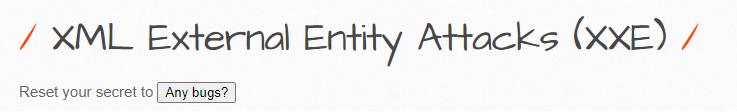 / XML External Entity Attacks (XXE) /
Reset your secret to Any bugs?